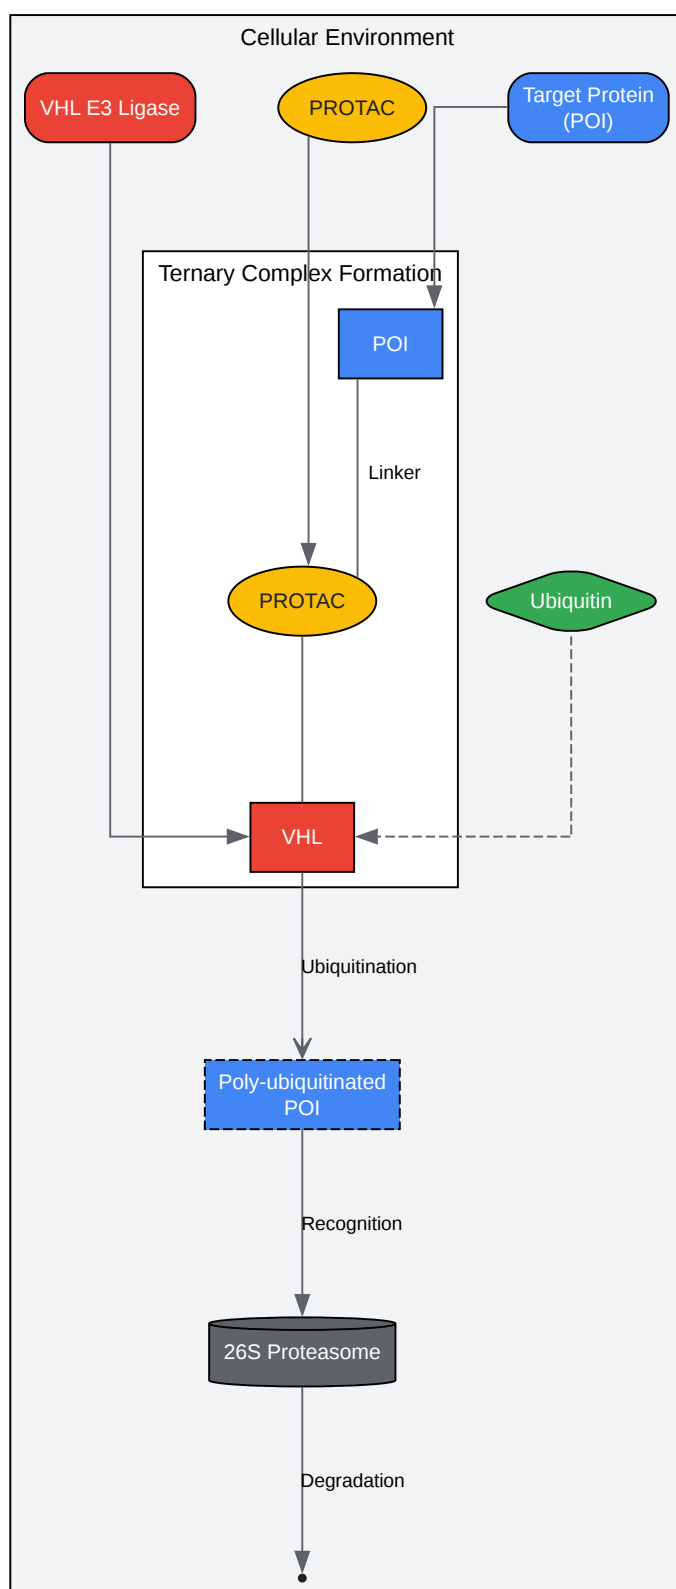 Cellular Environment
VHL E3 Ligase
PROTAC
Target Protein
(POI)
Ternary Complex Formation
POI
Linker
PROTAC
Ubiquitin
VHL
Ubiquitination
Poly-ubiquitinated
POI
Recognition
26S Proteasome
Degradation